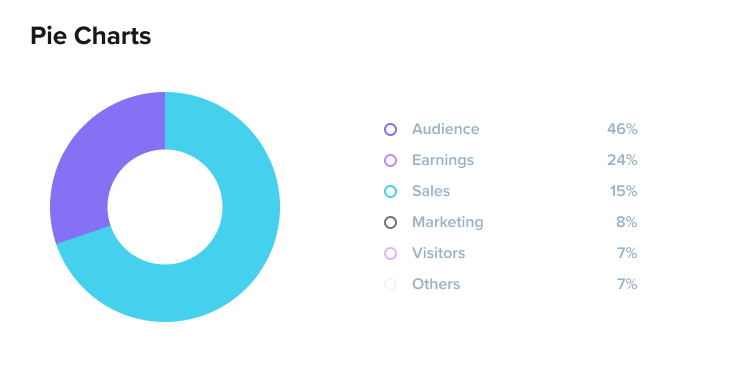 Pie Charts
Audience 46%
Earnings 24%
Sales 15%
Marketing 8%
Visitors 7%
Others 7%